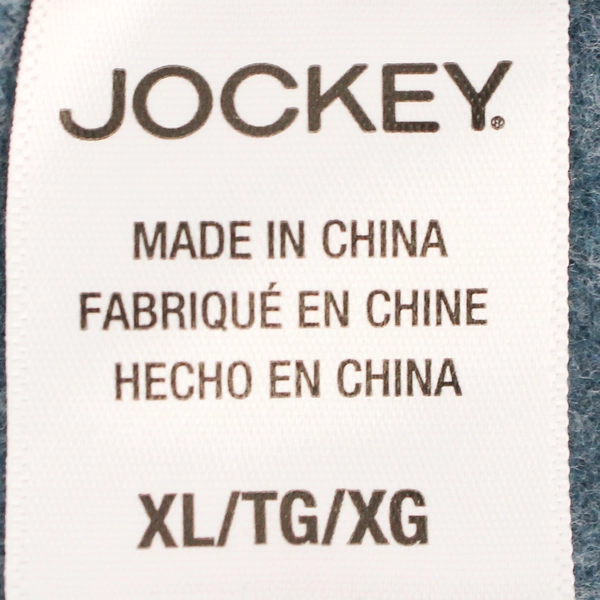 JOCKEY®
MADE IN CHINA
FABRIQUÉ EN CHINE
HECHO EN CHINA
XL/TG/XG